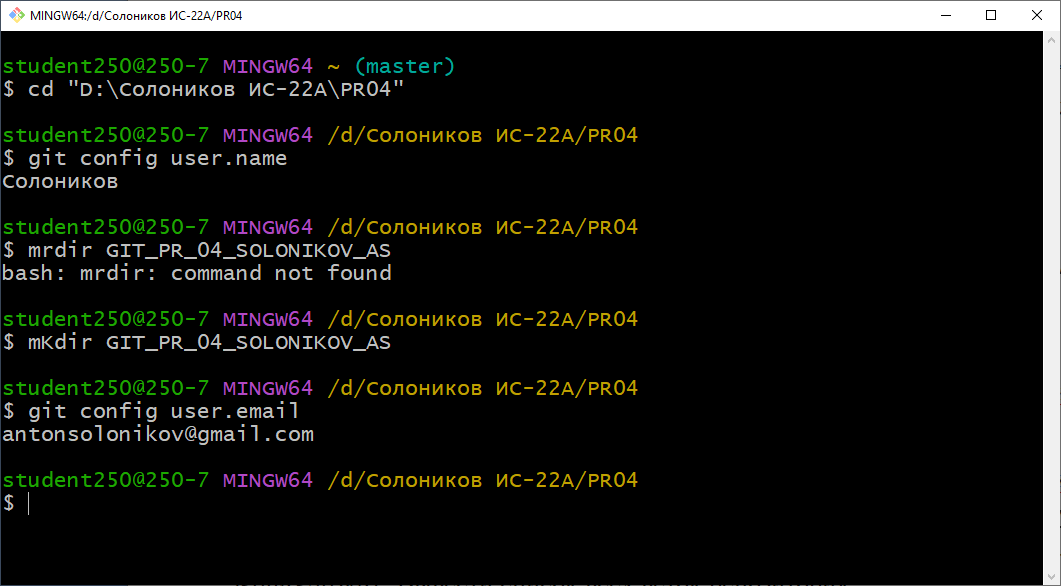 MINGW64:/d/Солоников ИС-22А/PR04
student250@250-7 MINGW64 ~ (master)
$ cd "D:\Солоников ИС-22А\PR04"
student250@250-7 MINGW64 /d/Солоников ИС-22А/PR04
$ git config user.name
Солоников
student250@250-7 MINGW64 /d/Солоников ИС-22А/PR04
$ mrdir GIT_PR_04_SOLONIKOV_AS
bash: mrdir: command not found
student250@250-7 MINGW64 /d/Солоников ИС-22А/PR04
$ mKdir GIT_PR_04_SOLONIKOV_AS
student250@250-7 MINGW64 /d/Солоников ИС-22А/PR04
$ git config user.email
antonsolonikov@gmail.com
student250@250-7 MINGW64 /d/Солоников ИС-22А/PR04
$